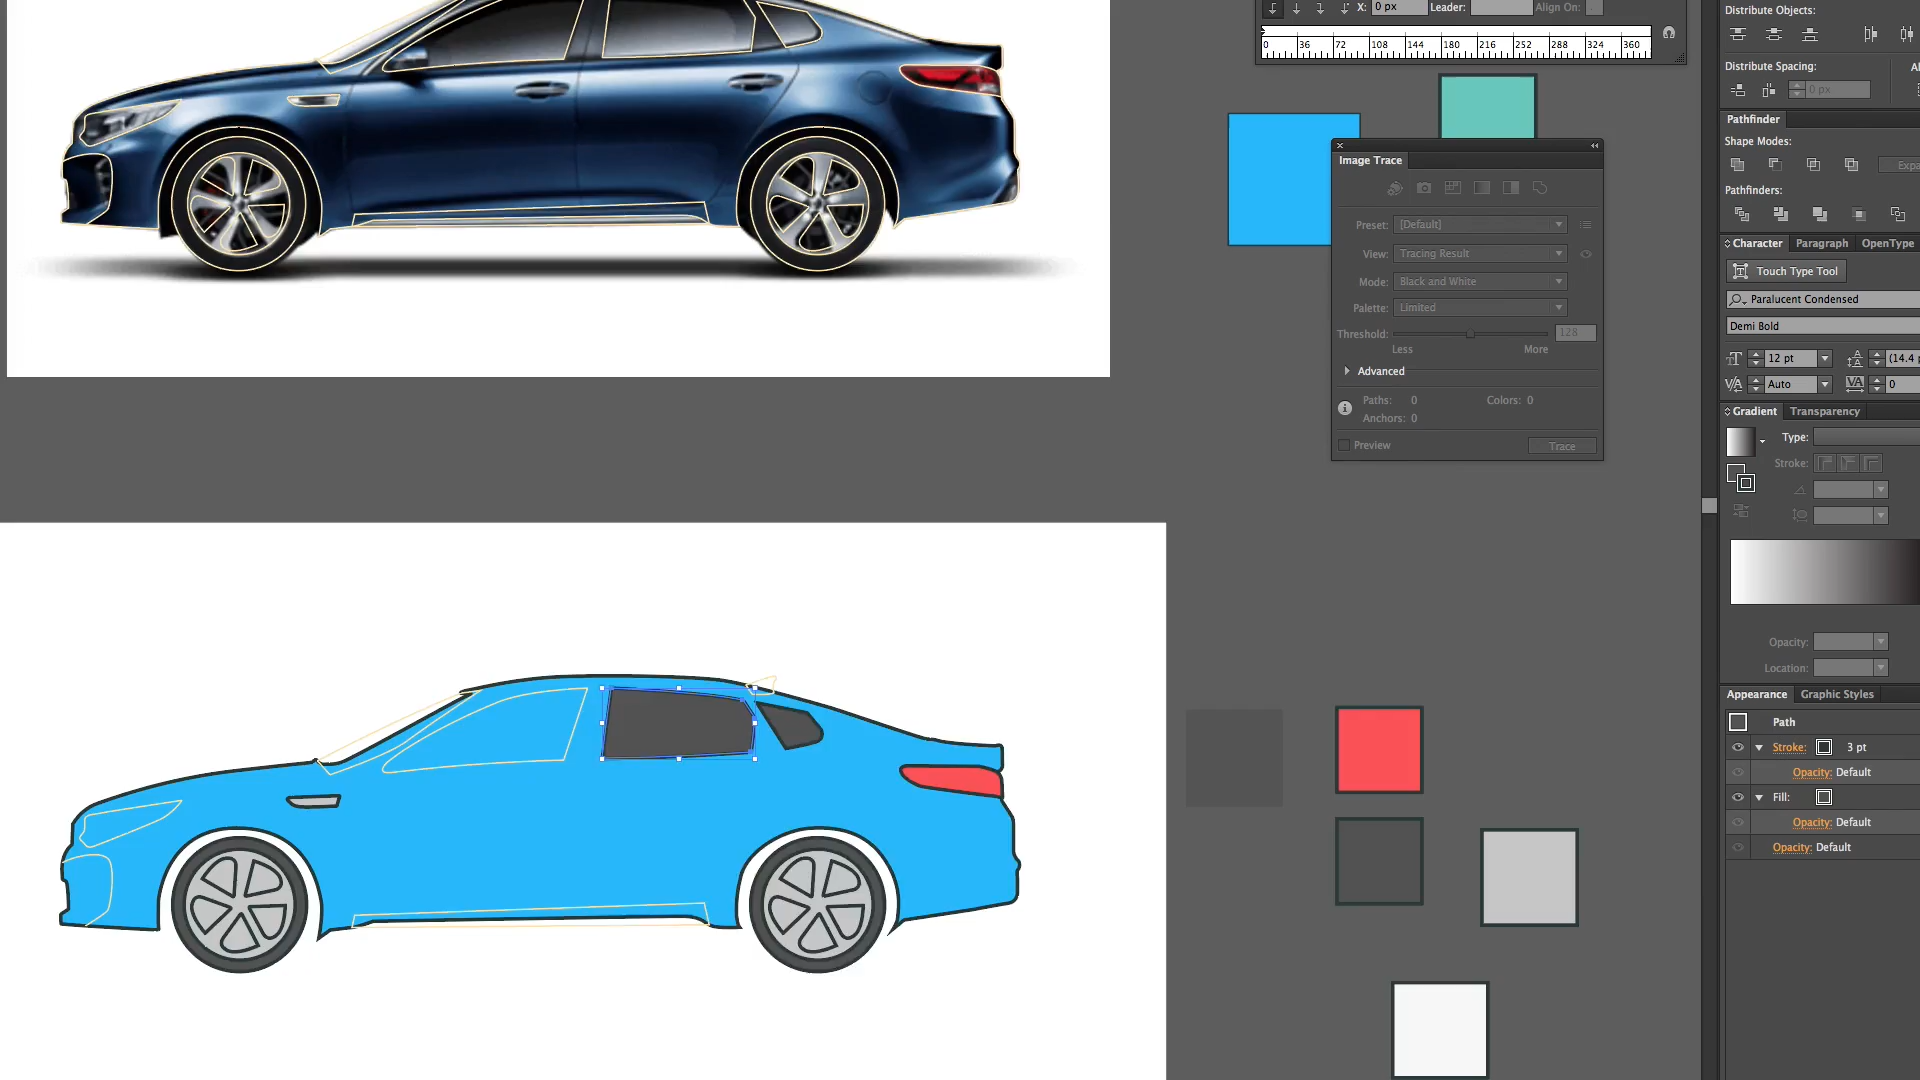 X: 0 px Leader: Align On:
0 36 72 108 144 180 216 252 288 324 360
Distribute Objects:
Distribute Spacing:
0 px
Pathfinder
Shape Modes:
Pathfinders:
Character Paragraph OpenType
Touch Type Tool
Paralucent Condensed
Demi Bold
12 pt (14.4 p
Auto 0
Gradient Transparency
Type:
Stroke:
Opacity:
Location:
Appearance Graphic Styles
Path
Stroke: 3 pt
Opacity: Default
Fill:
Opacity: Default
Opacity: Default
Image Trace
Preset: [Default]
View: Tracing Result
Mode: Black and White
Palette: Limited
Threshold: 128
Less More
Advanced
Paths: 0 Colors: 0
Anchors: 0
Preview Trace